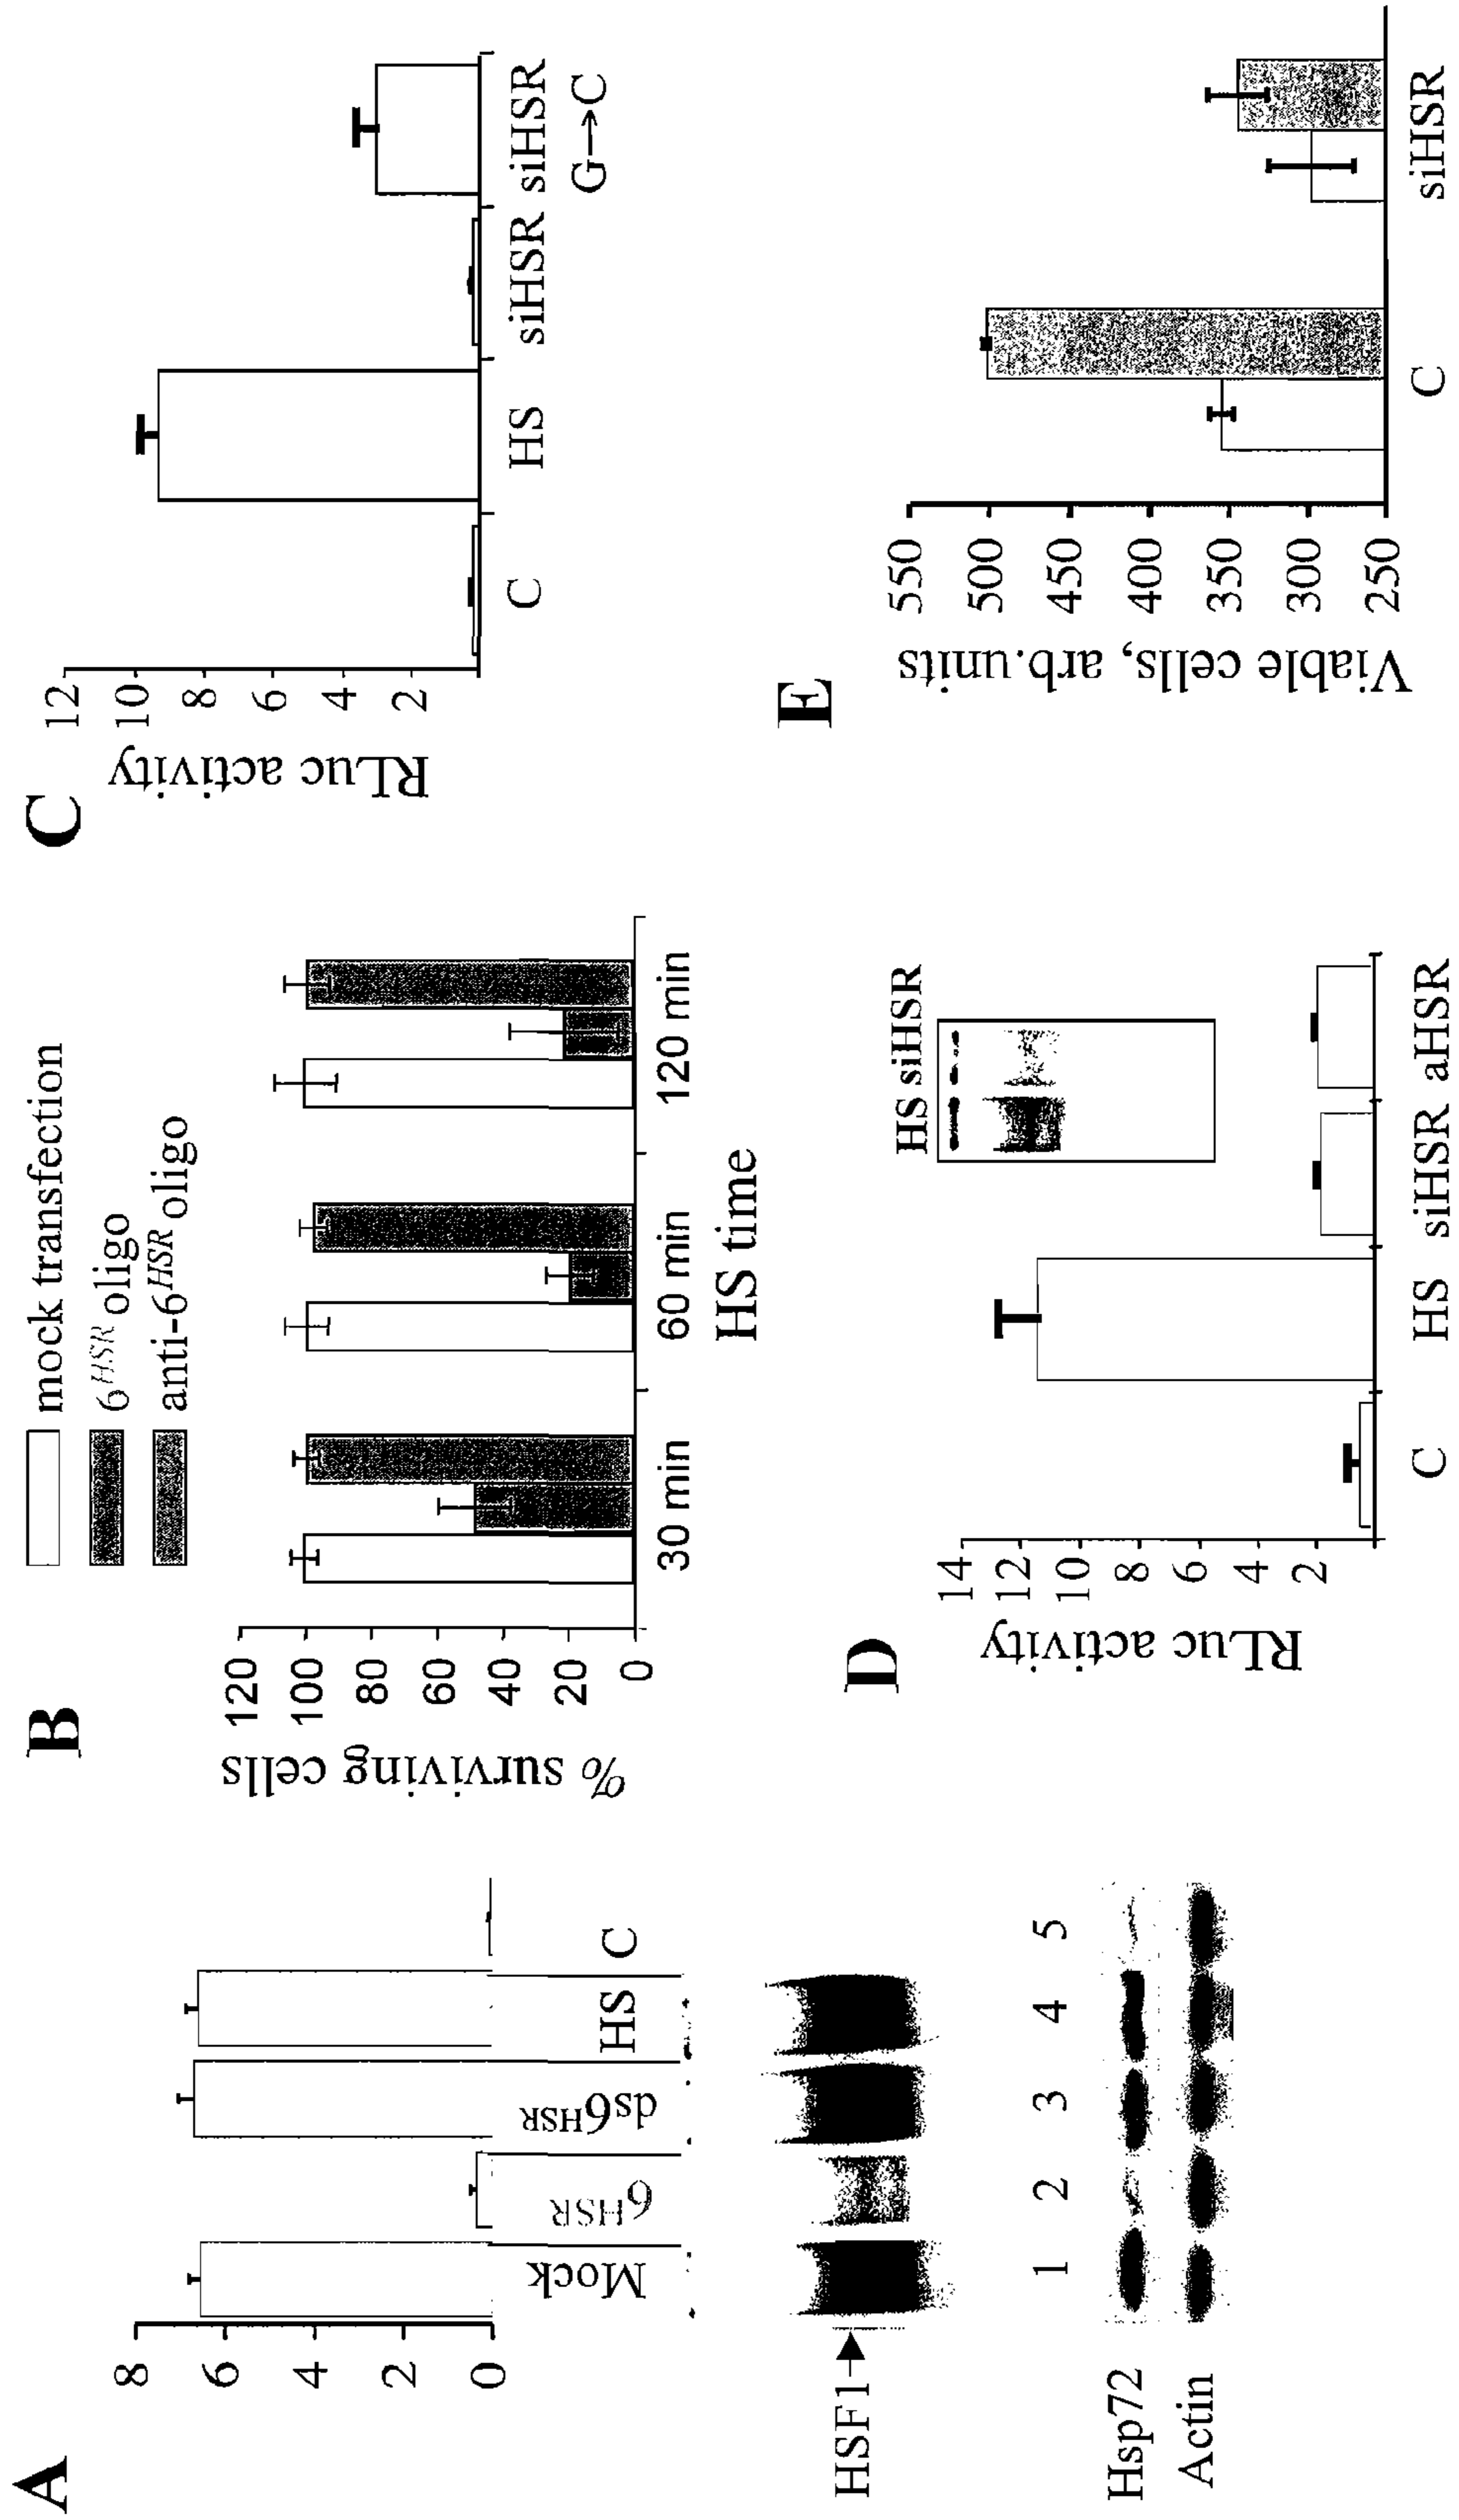 A
8
6
4
2
0
Mock
6HSR
ds6HSR
HS
C
HSF1
1 2 3 4 5
Hsp72
Actin
B
mock transfection
6HSR oligo
anti-6HSR oligo
% surviving cells
120
100
80
60
40
20
0
30 min 60 min 120 min
HS time
C
RLuc activity
12
10
8
6
4
2
C HS siHSR siHSR
G→C
D
RLuc activity
14
12
10
8
6
4
2
HS siHSR
C HS siHSR aHSR
E
Viable cells, arb.units
550
500
450
400
350
300
250
C siHSR